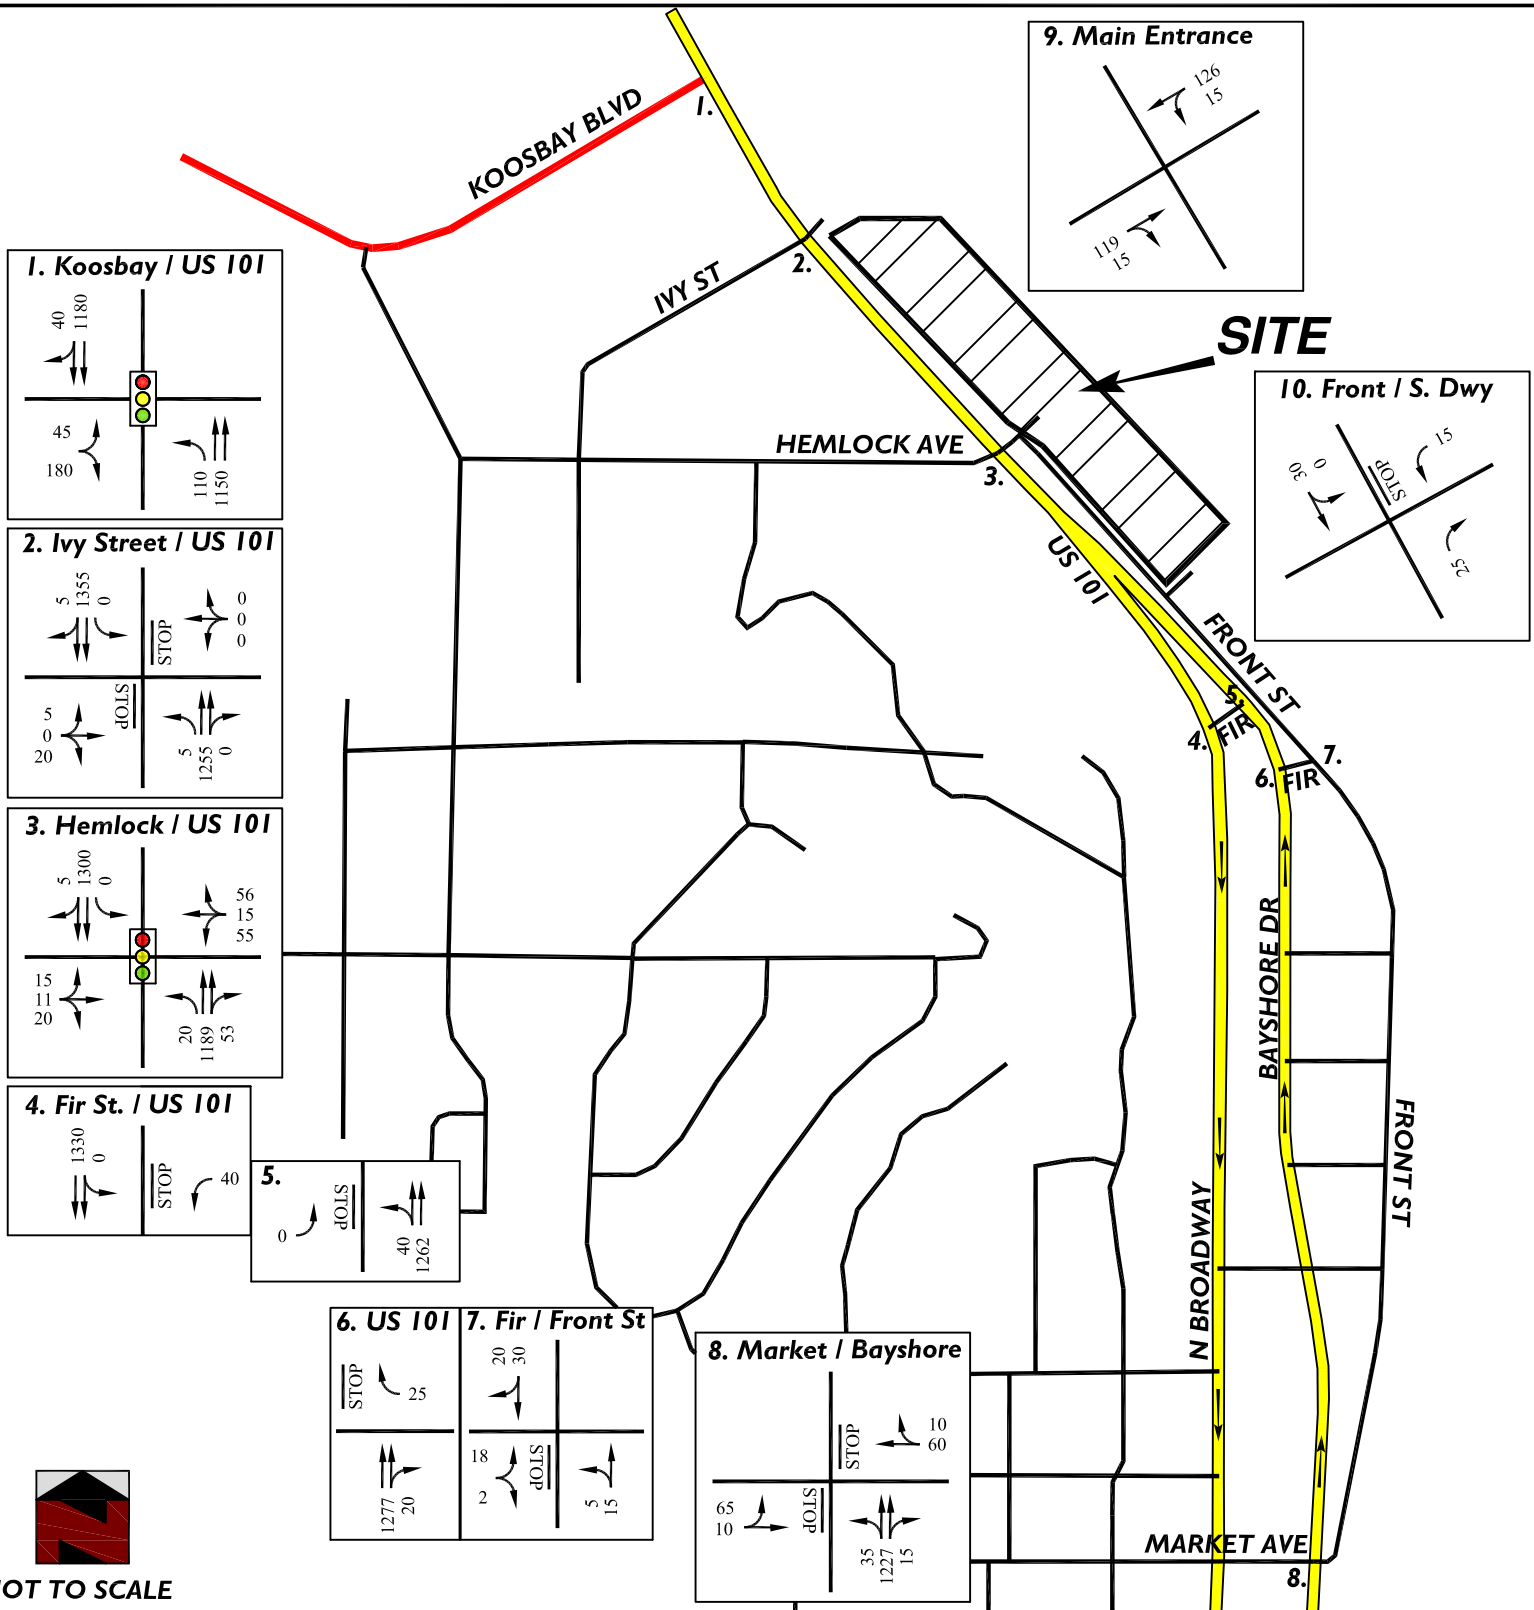 9. Main Entrance
126
15
119
15
KOOSBAY BLVD
1.
2.
IVY ST
SITE
HEMLOCK AVE
3.
US 101
FRONT ST
5.
4.
FIR
7.
6.
FIR
BAYSHORE DR
FRONT ST
N BROADWAY
MARKET AVE
8.
10. Front / S. Dwy
15
0
30
STOP
25
1. Koosbay / US 101
40
1180
45
180
110
1150
2. Ivy Street / US 101
5
1355
0
STOP
0
0
0
STOP
5
0
20
5
1255
0
3. Hemlock / US 101
5
1300
0
56
15
55
15
11
20
20
1189
53
4. Fir St. / US 101
1330
0
STOP
40
5.
0
STOP
40
1262
6. US 101
STOP
25
1277
20
7. Fir / Front St
20
30
18
2
STOP
5
15
8. Market / Bayshore
STOP
10
60
65
10
STOP
35
1227
15
OT TO SCALE